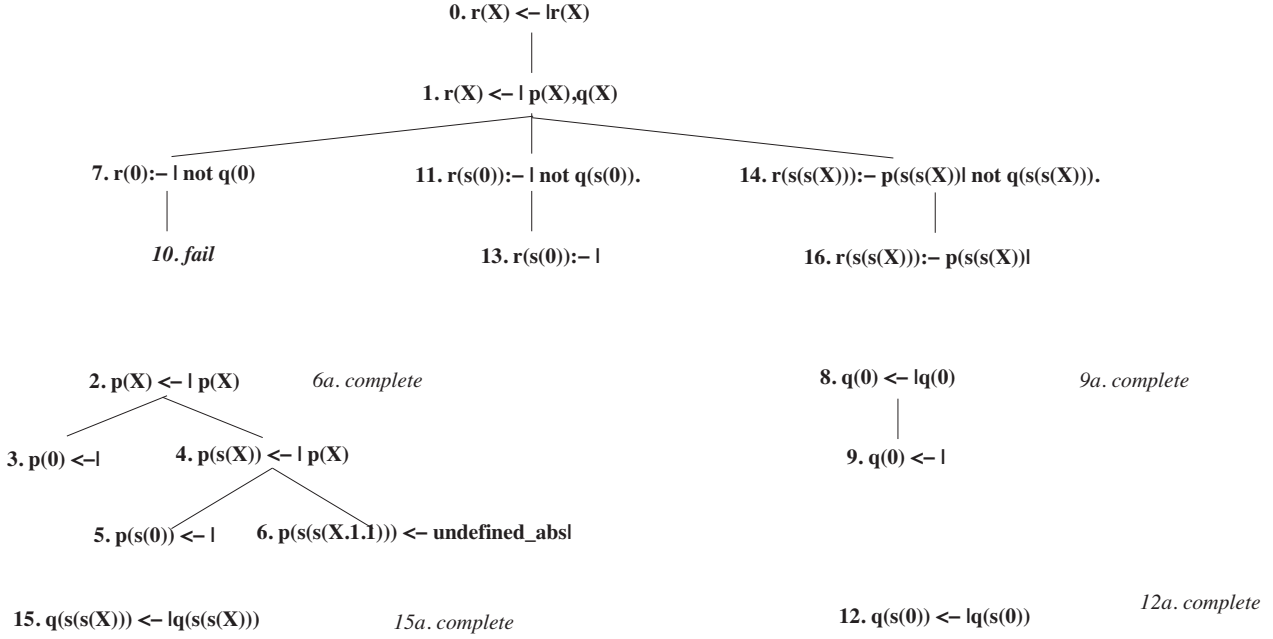 0. r(X) <– |r(X)
1. r(X) <– | p(X),q(X)
7. r(0):– | not q(0)
11. r(s(0)):– | not q(s(0)).
14. r(s(s(X))):– p(s(s(X))| not q(s(s(X))).
10. fail
13. r(s(0)):– |
16. r(s(s(X))):– p(s(s(X))|
2. p(X) <– | p(X)
6a. complete
8. q(0) <– |q(0)
9a. complete
3. p(0) <–|
4. p(s(X)) <– | p(X)
9. q(0) <– |
5. p(s(0)) <– |
6. p(s(s(X.1.1))) <– undefined_abs|
15. q(s(s(X))) <– |q(s(s(X)))
15a. complete
12. q(s(0)) <– |q(s(0))
12a. complete